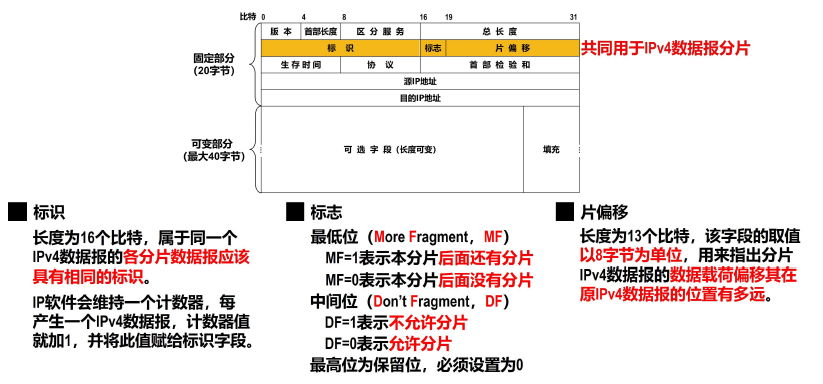 比特 0 4 8 16 19 31
版 本 首部长度 区 分 服 务 总 长 度
标 识 标志 片 偏 移
共同用于IPv4数据报分片
固定部分
(20字节)
生存时间 协 议 首 部 检 验 和
源IP地址
目的IP地址
可变部分
(最大40字节)
可 选 字 段 (长度可变) 填充
标识
长度为16个比特，属于同一个
IPv4数据报的各分片数据报应该
具有相同的标识。
IP软件会维持一个计数器，每
产生一个IPv4数据报，计数器值
就加1，并将此值赋给标识字段。
标志
最低位（More Fragment，MF）
MF=1表示本分片后面还有分片
MF=0表示本分片后面没有分片
中间位（Don't Fragment，DF）
DF=1表示不允许分片
DF=0表示允许分片
最高位为保留位，必须设置为0
片偏移
长度为13个比特，该字段的取值
以8字节为单位，用来指出分片
IPv4数据报的数据载荷偏移其在
原IPv4数据报的位置有多远。